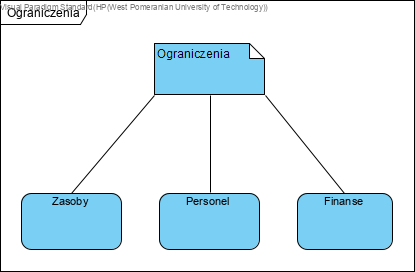 Visual Paradigm Standard(HP(West Pomeranian University of Technology))
Ograniczenia
Ograniczenia
Zasoby
Personel
Finanse